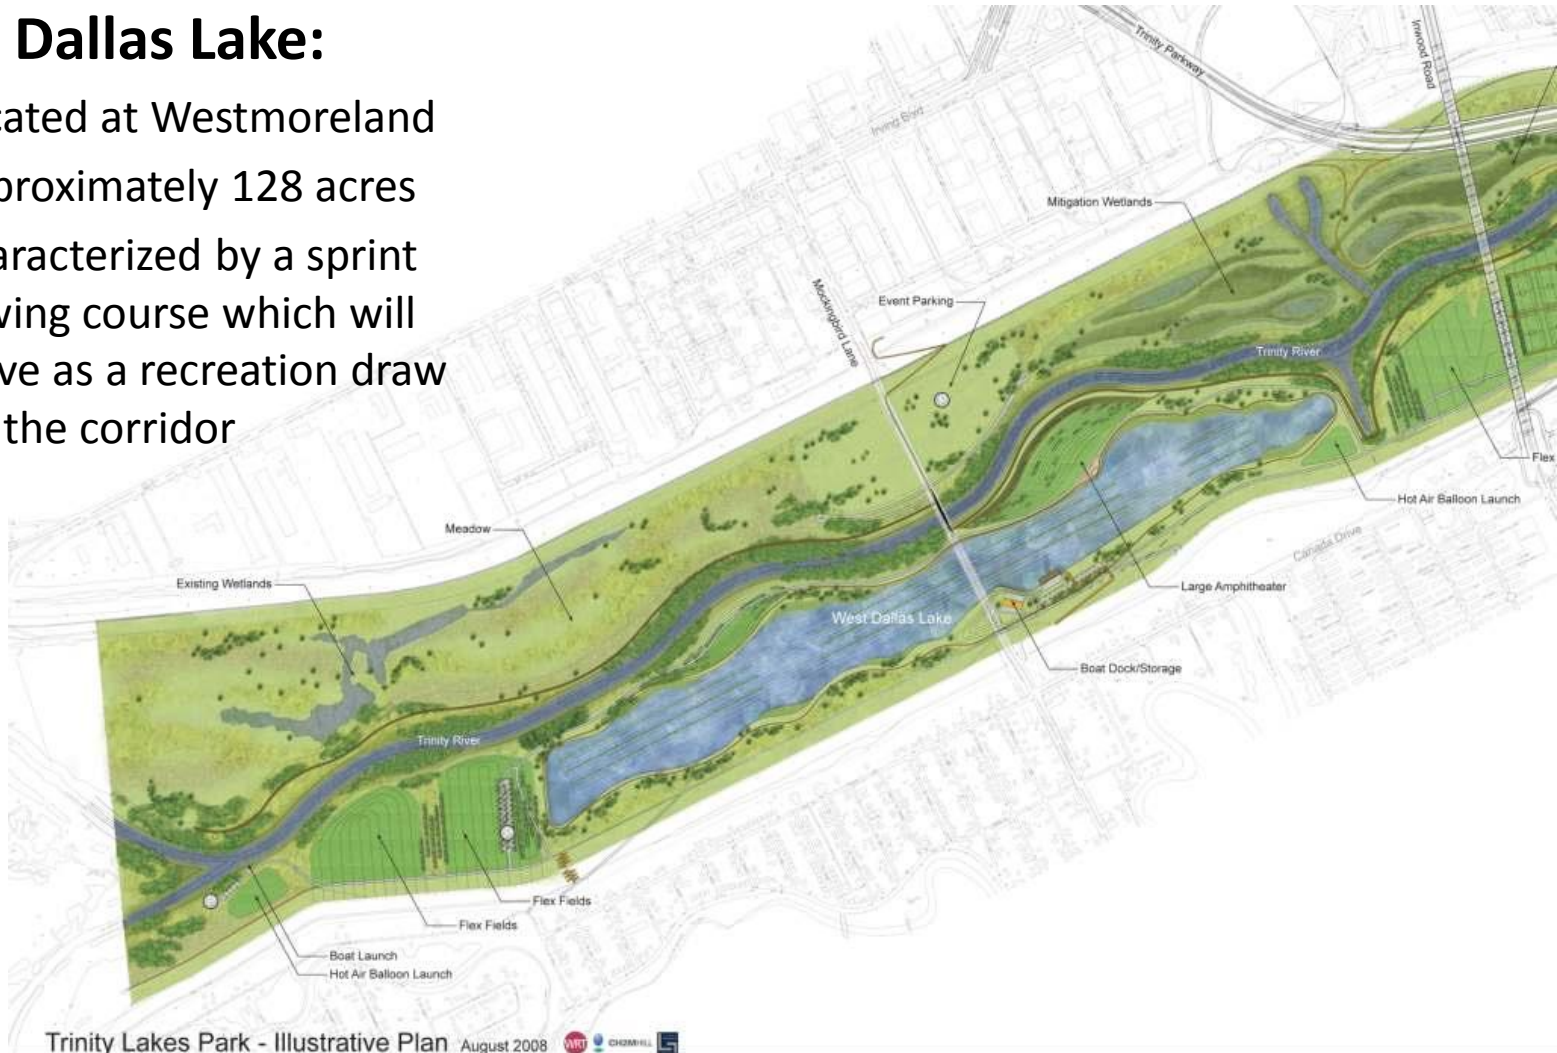 Dallas Lake:
cated at Westmoreland
proximately 128 acres
aracterized by a sprint
wing course which will
ve as a recreation draw
the corridor
Trinity Parkway
Inwood Road
Irving Blvd
Mitigation Wetlands
Mockingbird Lane
Event Parking
Trinity River
Flex
Hot Air Balloon Launch
Canada Drive
Meadow
Existing Wetlands
Large Amphitheater
West Dallas Lake
Boat Dock/Storage
Trinity River
Flex Fields
Flex Fields
Boat Launch
Hot Air Balloon Launch
Trinity Lakes Park - Illustrative Plan August 2008 WRT CH2MHILL